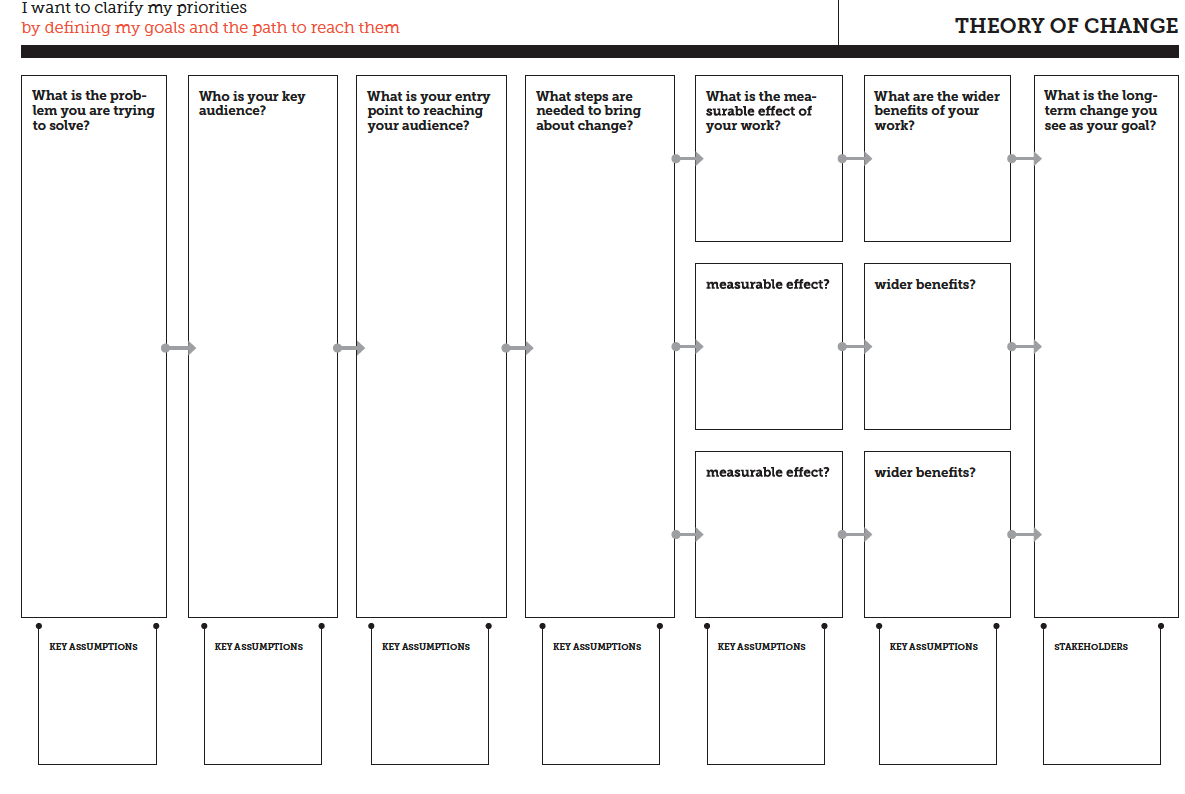 I want to clarify my priorities
by defining my goals and the path to reach them
THEORY OF CHANGE
What is the prob-
lem you are trying
to solve?
Who is your key
audience?
What is your entry
point to reaching
your audience?
What steps are
needed to bring
about change?
What is the mea-
surable effect of
your work?
What are the wider
benefits of your
work?
What is the long-
term change you
see as your goal?
measurable effect?
wider benefits?
measurable effect?
wider benefits?
KEY ASSUMPTIONS
KEY ASSUMPTIONS
KEY ASSUMPTIONS
KEY ASSUMPTIONS
KEY ASSUMPTIONS
KEY ASSUMPTIONS
STAKEHOLDERS